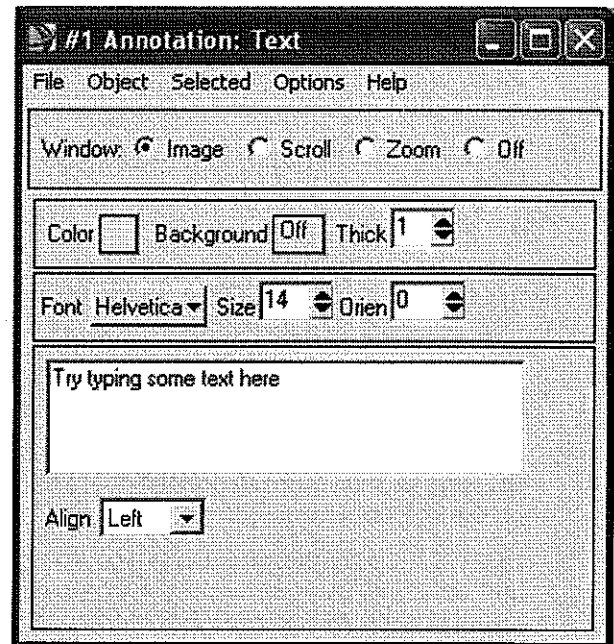 #1 Annotation: Text
File Object Selected Options Help
Window: Image Scroll Zoom Off
Color Background Off Thick 1
Font Helvetica Size 14 Orien 0
Try typing some text here
Align Left